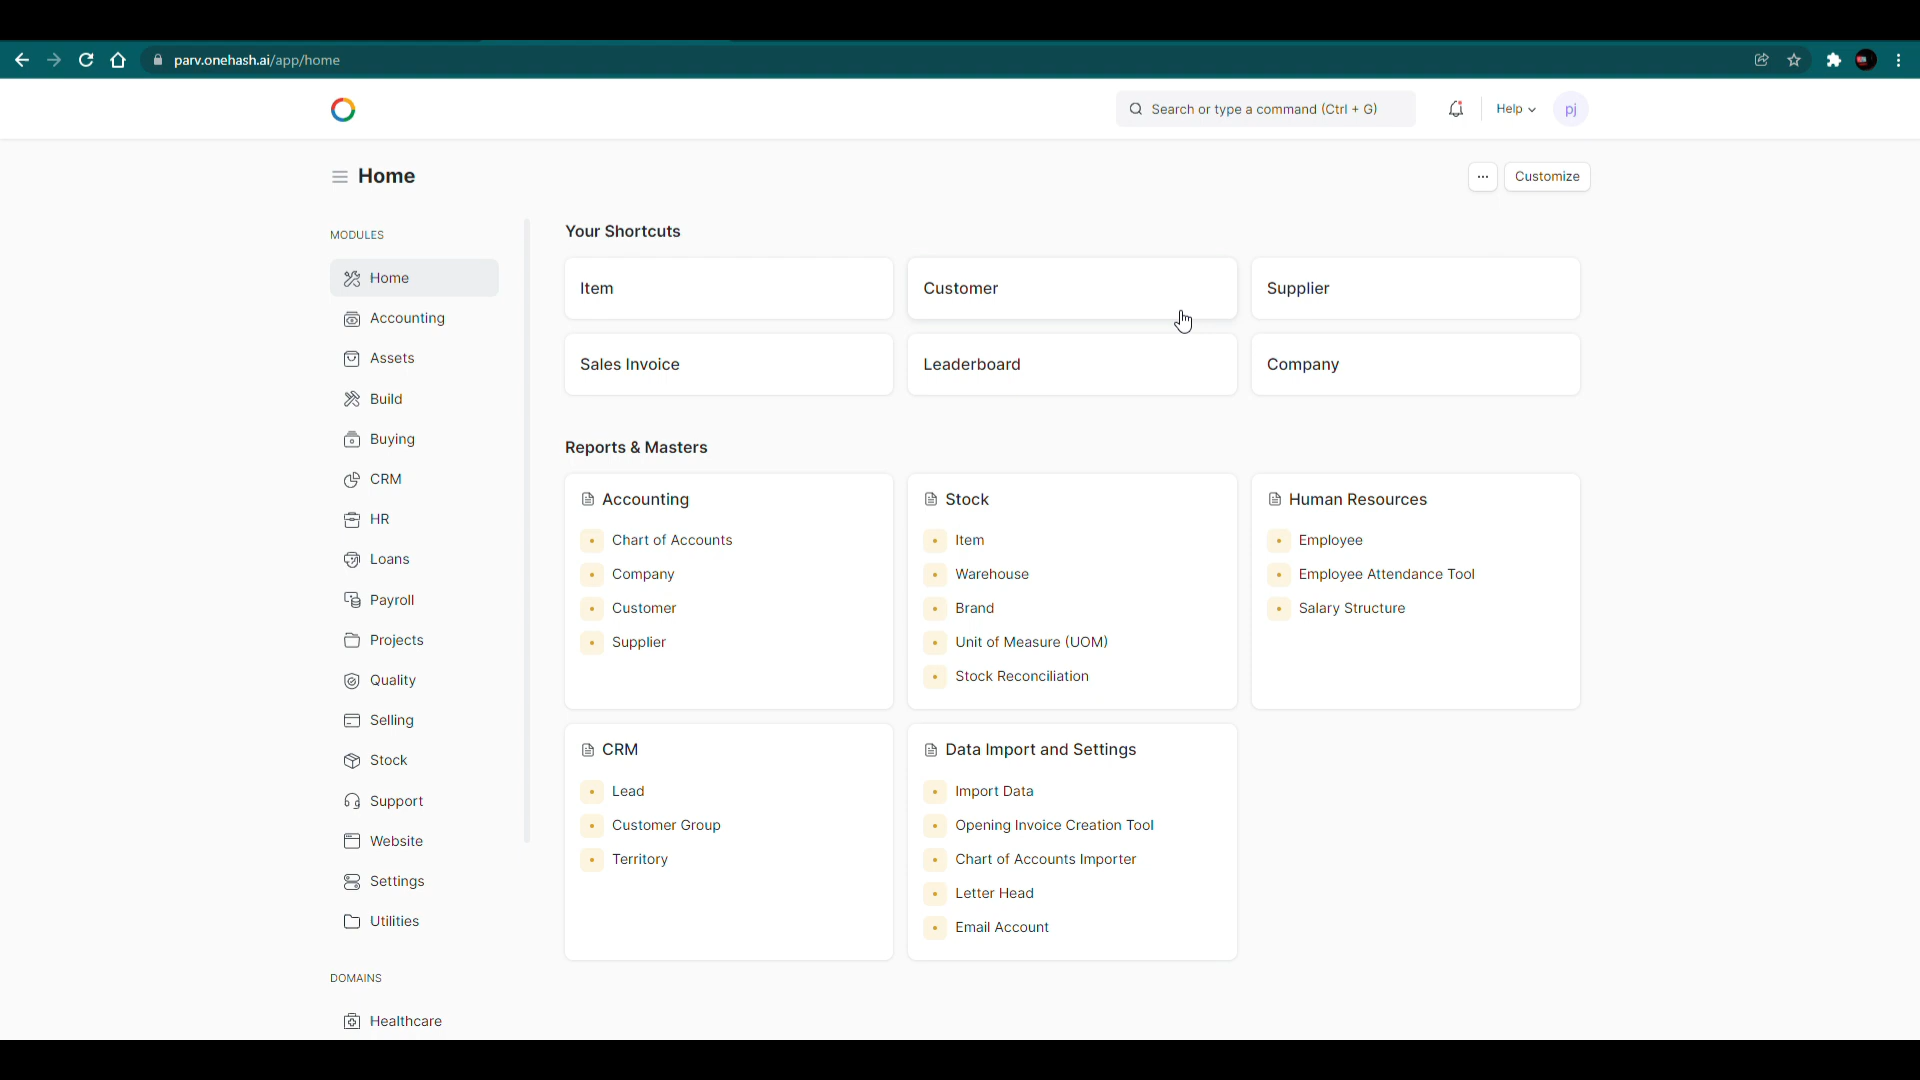 parv.onehash.ai/app/home
Search or type a command (Ctrl + G)
Help
pj
Home
...
Customize
MODULES
Home
Accounting
Assets
Build
Buying
CRM
HR
Loans
Payroll
Projects
Quality
Selling
Stock
Support
Website
Settings
Utilities
DOMAINS
Healthcare
Your Shortcuts
Item
Customer
Supplier
Sales Invoice
Leaderboard
Company
Reports & Masters
Accounting
Chart of Accounts
Company
Customer
Supplier
Stock
Item
Warehouse
Brand
Unit of Measure (UOM)
Stock Reconciliation
Human Resources
Employee
Employee Attendance Tool
Salary Structure
CRM
Lead
Customer Group
Territory
Data Import and Settings
Import Data
Opening Invoice Creation Tool
Chart of Accounts Importer
Letter Head
Email Account